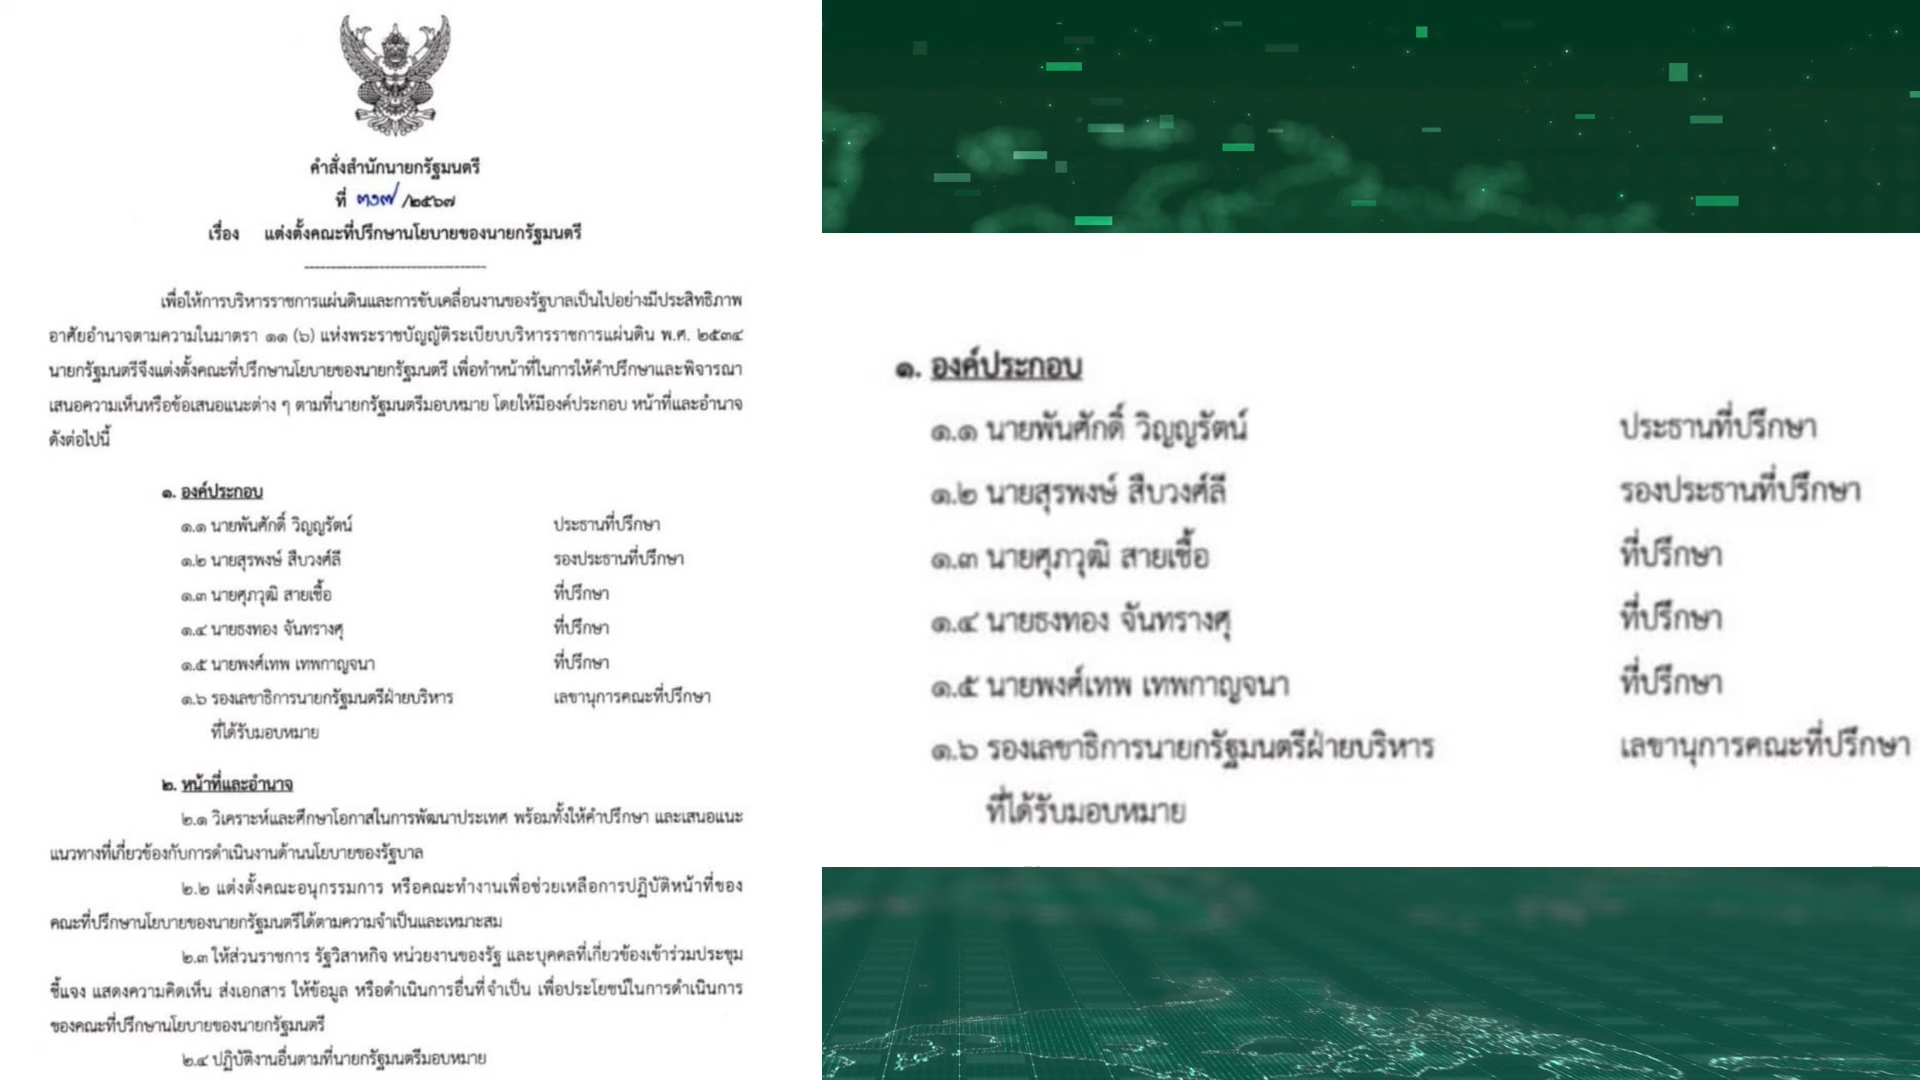 คำสั่งสำนักนายกรัฐมนตรี
ที่ ๓๑๗ /๒๕๖๗
เรื่อง แต่งตั้งคณะที่ปรึกษานโยบายของนายกรัฐมนตรี
เพื่อให้การบริหารราชการแผ่นดินและการขับเคลื่อนงานของรัฐบาลเป็นไปอย่างมีประสิทธิภาพ
อาศัยอำนาจตามความในมาตรา ๑๑ (๖) แห่งพระราชบัญญัติระเบียบบริหารราชการแผ่นดิน พ.ศ. ๒๕๓๔
นายกรัฐมนตรีจึงแต่งตั้งคณะที่ปรึกษานโยบายของนายกรัฐมนตรี เพื่อทำหน้าที่ในการให้คำปรึกษาและพิจารณา
เสนอความเห็นหรือข้อเสนอแนะต่าง ๆ ตามที่นายกรัฐมนตรีมอบหมาย โดยให้มีองค์ประกอบ หน้าที่และอำนาจ
ดังต่อไปนี้
๑. องค์ประกอบ
๑.๑ นายพันศักดิ์ วิญญรัตน์ ประธานที่ปรึกษา
๑.๒ นายสุรพงษ์ สืบวงศ์ลี รองประธานที่ปรึกษา
๑.๓ นายศุภวุฒิ สายเชื้อ ที่ปรึกษา
๑.๔ นายธงทอง จันทรางศุ ที่ปรึกษา
๑.๕ นายพงศ์เทพ เทพกาญจนา ที่ปรึกษา
๑.๖ รองเลขาธิการนายกรัฐมนตรีฝ่ายบริหาร เลขานุการคณะที่ปรึกษา
ที่ได้รับมอบหมาย
๒. หน้าที่และอำนาจ
๒.๑ วิเคราะห์และศึกษาโอกาสในการพัฒนาประเทศ พร้อมทั้งให้คำปรึกษา และเสนอแนะ
แนวทางที่เกี่ยวข้องกับการดำเนินงานด้านนโยบายของรัฐบาล
๒.๒ แต่งตั้งคณะอนุกรรมการ หรือคณะทำงานเพื่อช่วยเหลือการปฏิบัติหน้าที่ของ
คณะที่ปรึกษานโยบายของนายกรัฐมนตรีได้ตามความจำเป็นและเหมาะสม
๒.๓ ให้ส่วนราชการ รัฐวิสาหกิจ หน่วยงานของรัฐ และบุคคลที่เกี่ยวข้องเข้าร่วมประชุม
ชี้แจง แสดงความคิดเห็น ส่งเอกสาร ให้ข้อมูล หรือดำเนินการอื่นที่จำเป็น เพื่อประโยชน์ในการดำเนินการ
ของคณะที่ปรึกษานโยบายของนายกรัฐมนตรี
๒.๔ ปฏิบัติงานอื่นตามที่นายกรัฐมนตรีมอบหมาย
๑. องค์ประกอบ
๑.๑ นายพันศักดิ์ วิญญรัตน์ ประธานที่ปรึกษา
๑.๒ นายสุรพงษ์ สืบวงศ์ลี รองประธานที่ปรึกษา
๑.๓ นายศุภวุฒิ สายเชื้อ ที่ปรึกษา
๑.๔ นายธงทอง จันทรางศุ ที่ปรึกษา
๑.๕ นายพงศ์เทพ เทพกาญจนา ที่ปรึกษา
๑.๖ รองเลขาธิการนายกรัฐมนตรีฝ่ายบริหาร เลขานุการคณะที่ปรึกษา
ที่ได้รับมอบหมาย